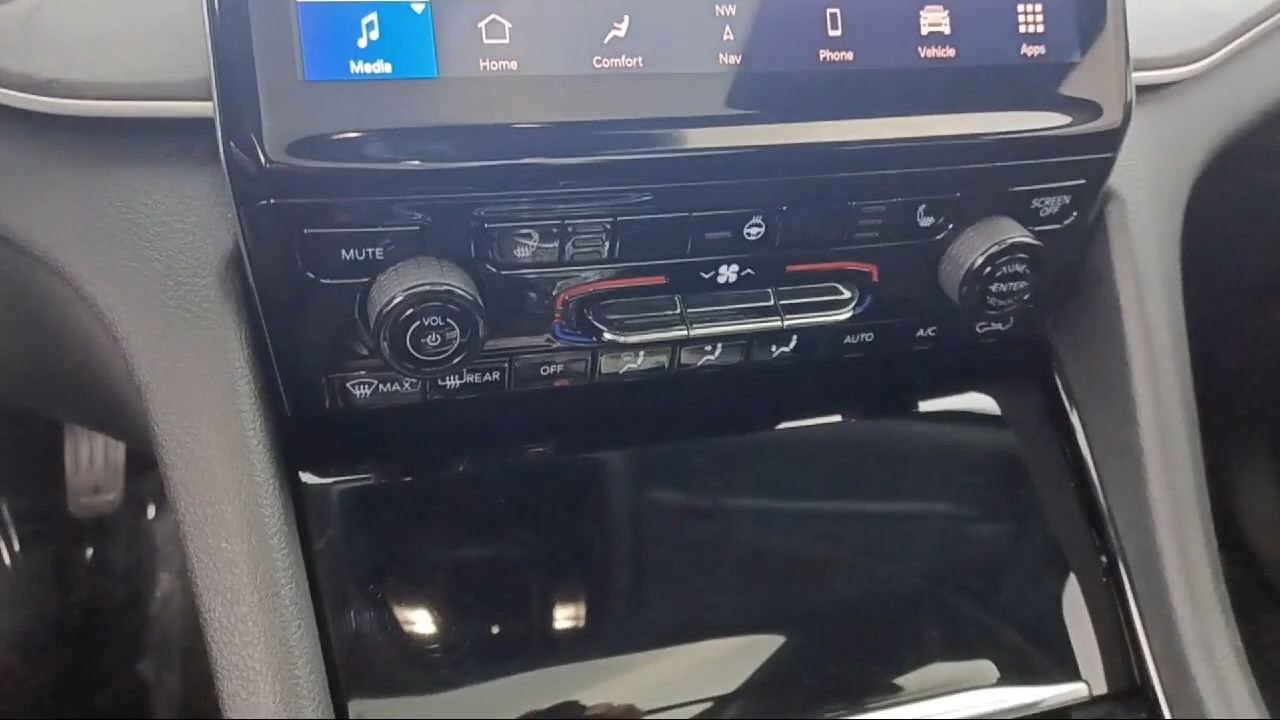 Media
Home
Comfort
NW
Nav
Phone
Vehicle
Apps
SCREEN
OFF
MUTE
TUNE
ENTER
VOL
MAX
REAR
OFF
AUTO
A/C